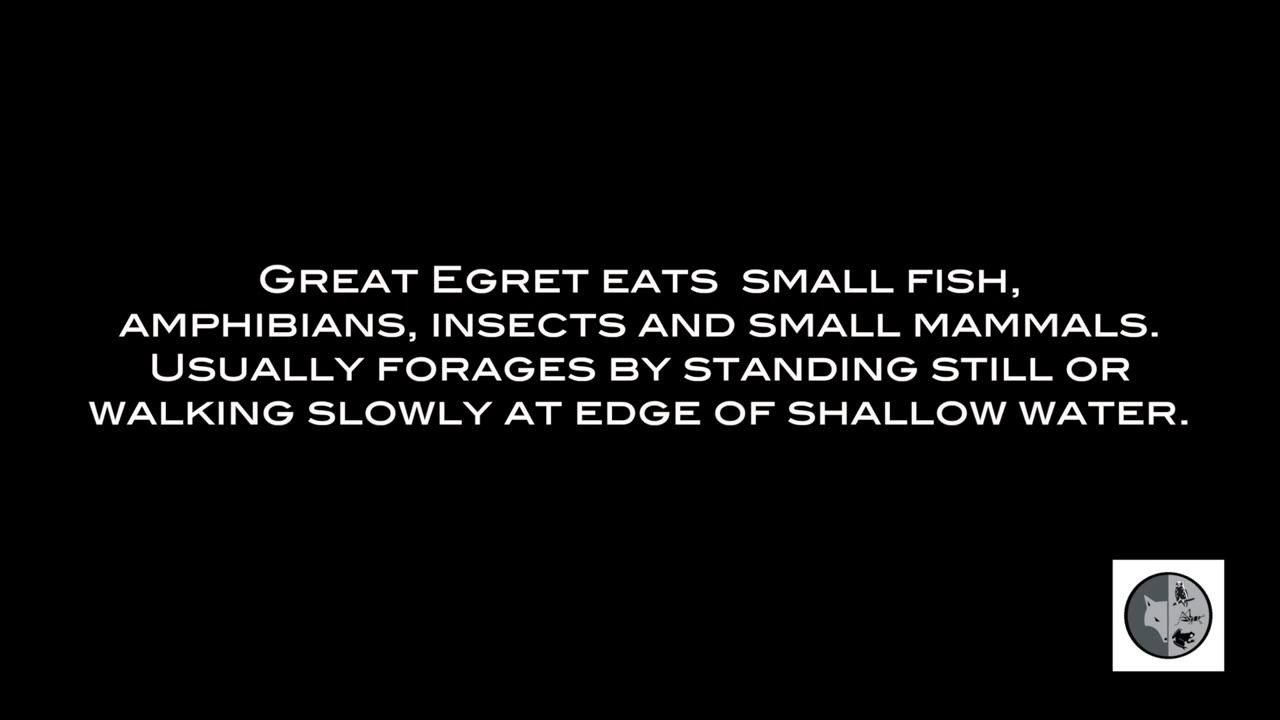 Great Egret eats  small fish,
amphibians, insects and small mammals.
Usually forages by standing still or
walking slowly at edge of shallow water.